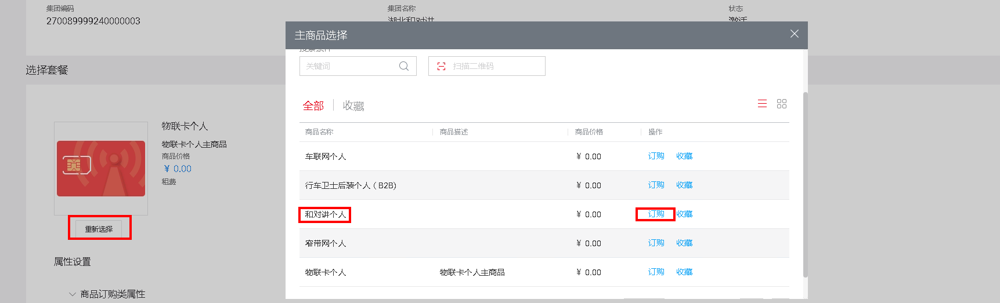 集团编码
集团名称
状态
270089999240000003
湖北和对讲
激活
主商品选择
搜索条件
关键词
扫描二维码
选择套餐
全部
收藏
商品名称
商品描述
商品价格
操作
车联网个人
¥ 0.00
订购
收藏
行车卫士后装个人 ( B2B)
¥ 0.00
订购
收藏
和对讲个人
¥ 0.00
订购
收藏
窄带网个人
¥ 0.00
订购
收藏
物联卡个人
物联卡个人主商品
¥ 0.00
订购
收藏
物联卡个人
物联卡个人主商品
商品价格
¥ 0.00
租费
重新选择
属性设置
商品订购类属性